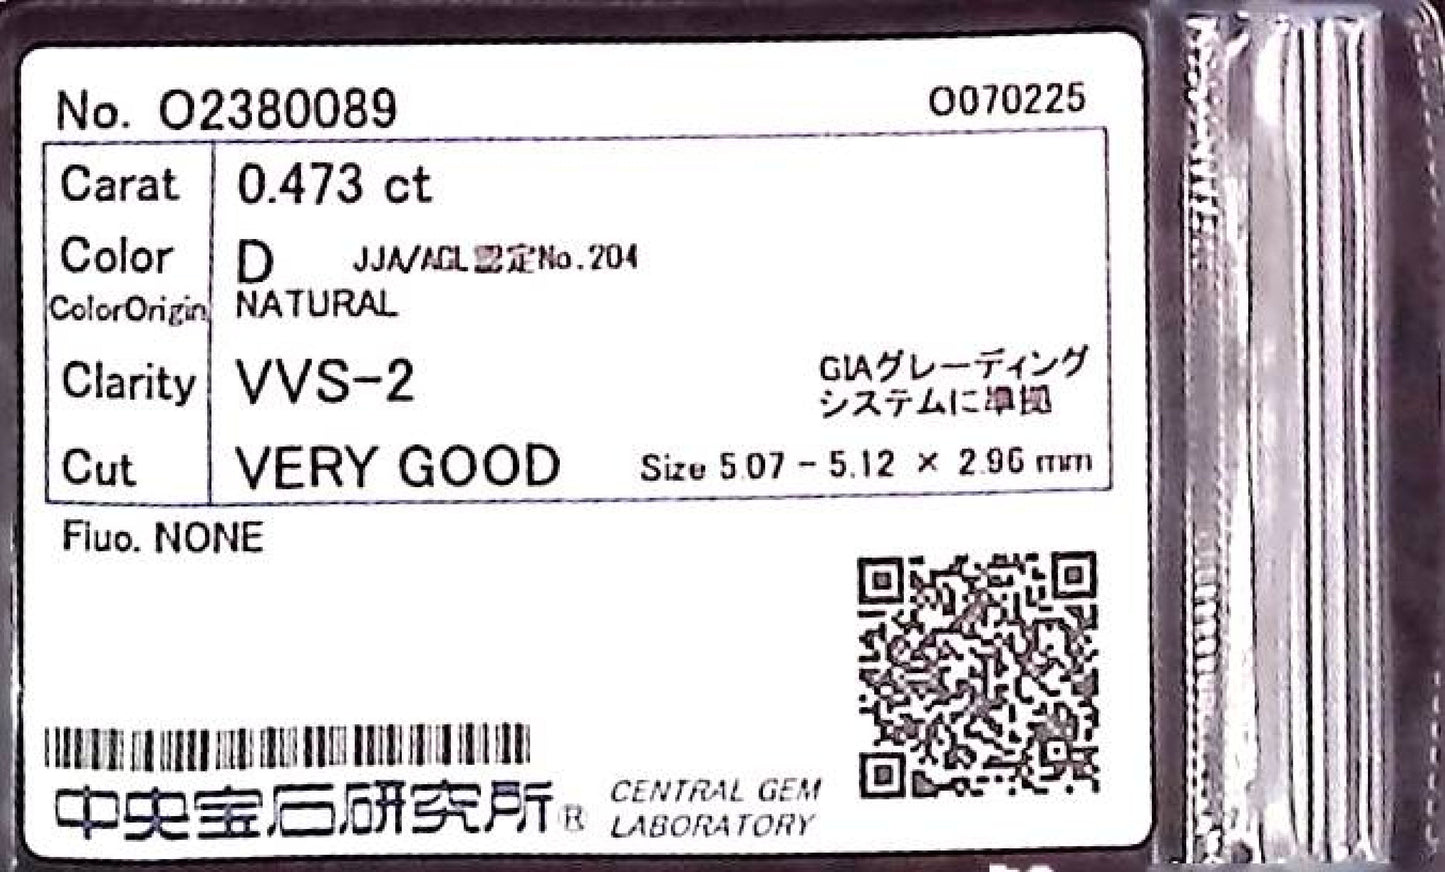 No. O2380089 O070225
Carat 0.473 ct
Color D JJA/AGL認定No.204
ColorOrigin NATURAL
Clarity VVS-2 GIAグレーディング
システムに準拠
Cut VERY GOOD Size 5.07 - 5.12 × 2.96 mm
Fluo. NONE
中央宝石研究所® CENTRAL GEM
LABORATORY